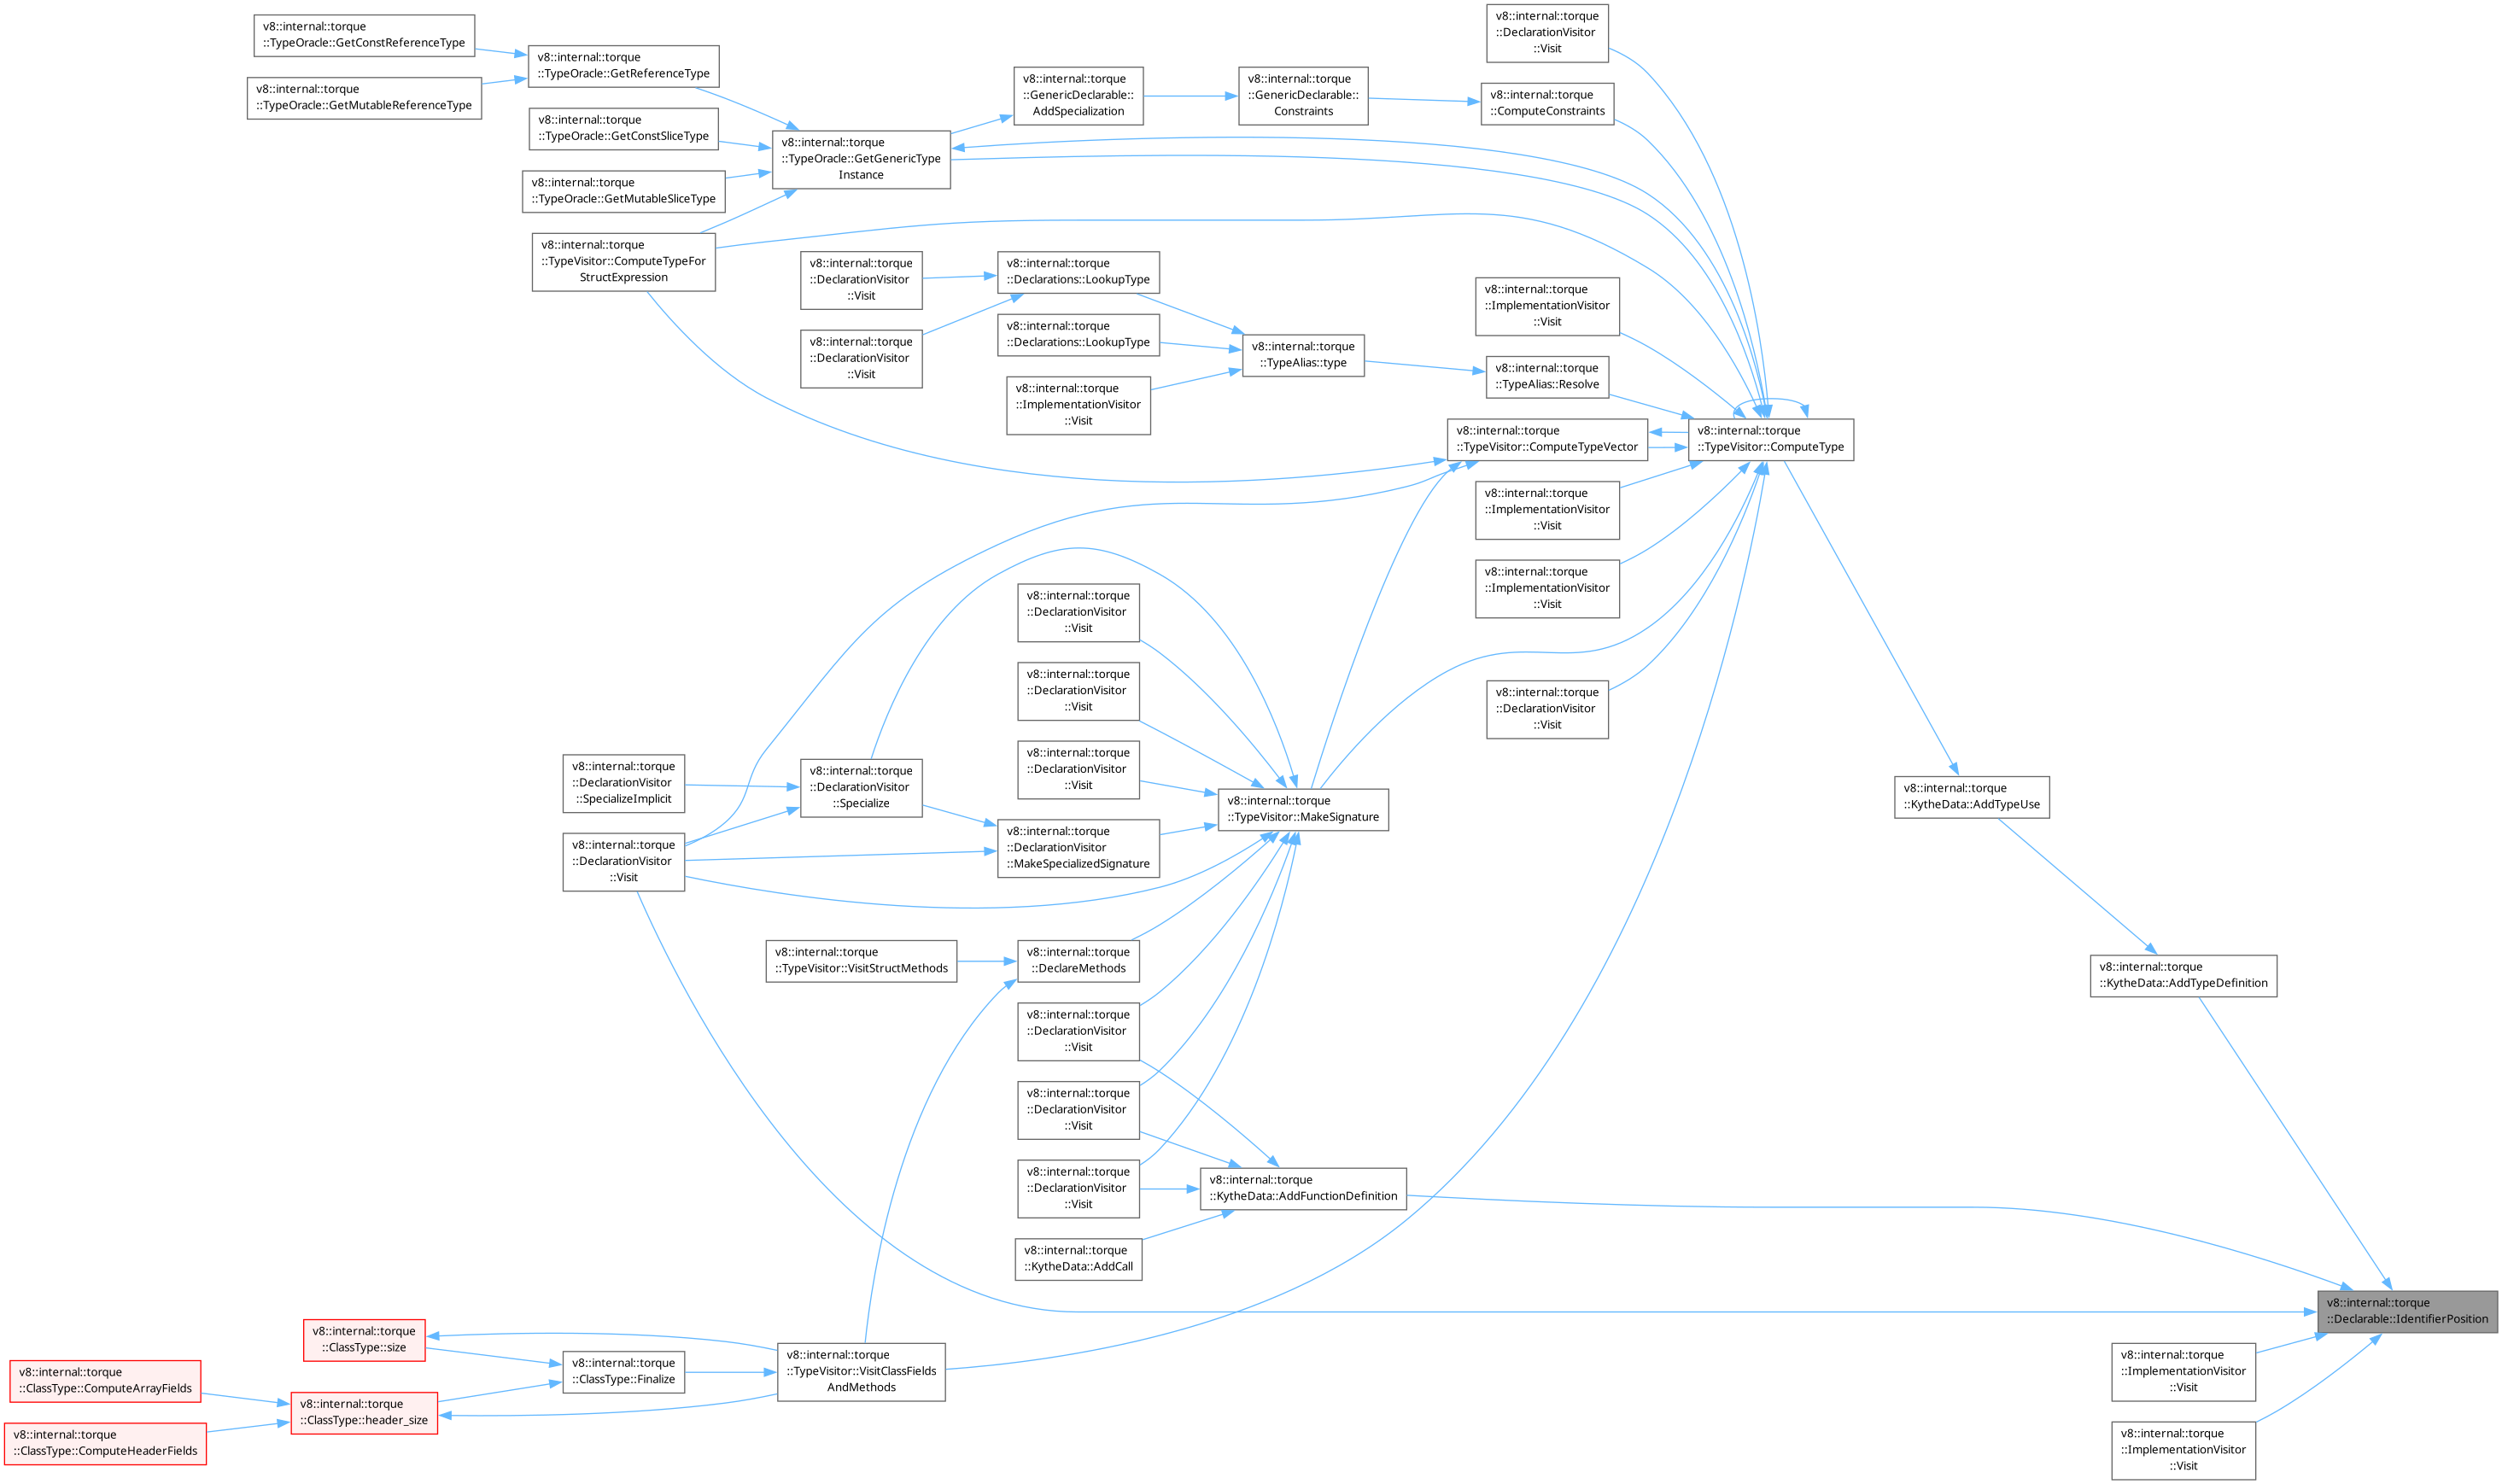 v8::internal::torque
::TypeOracle::GetConstReferenceType
v8::internal::torque
::TypeOracle::GetMutableReferenceType
v8::internal::torque
::TypeOracle::GetReferenceType
v8::internal::torque
::TypeOracle::GetConstSliceType
v8::internal::torque
::TypeOracle::GetMutableSliceType
v8::internal::torque
::TypeVisitor::ComputeTypeFor
StructExpression
v8::internal::torque
::TypeOracle::GetGenericType
Instance
v8::internal::torque
::GenericDeclarable::
AddSpecialization
v8::internal::torque
::GenericDeclarable::
Constraints
v8::internal::torque
::DeclarationVisitor
::Visit
v8::internal::torque
::ComputeConstraints
v8::internal::torque
::DeclarationVisitor
::Visit
v8::internal::torque
::DeclarationVisitor
::Visit
v8::internal::torque
::Declarations::LookupType
v8::internal::torque
::Declarations::LookupType
v8::internal::torque
::ImplementationVisitor
::Visit
v8::internal::torque
::TypeAlias::type
v8::internal::torque
::ImplementationVisitor
::Visit
v8::internal::torque
::TypeAlias::Resolve
v8::internal::torque
::TypeVisitor::ComputeTypeVector
v8::internal::torque
::TypeVisitor::ComputeType
v8::internal::torque
::ImplementationVisitor
::Visit
v8::internal::torque
::ImplementationVisitor
::Visit
v8::internal::torque
::DeclarationVisitor
::Visit
v8::internal::torque
::DeclarationVisitor
::Visit
v8::internal::torque
::DeclarationVisitor
::Visit
v8::internal::torque
::DeclarationVisitor
::Visit
v8::internal::torque
::DeclarationVisitor
::SpecializeImplicit
v8::internal::torque
::DeclarationVisitor
::Specialize
v8::internal::torque
::TypeVisitor::MakeSignature
v8::internal::torque
::KytheData::AddTypeUse
v8::internal::torque
::DeclarationVisitor
::Visit
v8::internal::torque
::DeclarationVisitor
::MakeSpecializedSignature
v8::internal::torque
::TypeVisitor::VisitStructMethods
v8::internal::torque
::DeclareMethods
v8::internal::torque
::KytheData::AddTypeDefinition
v8::internal::torque
::DeclarationVisitor
::Visit
v8::internal::torque
::DeclarationVisitor
::Visit
v8::internal::torque
::DeclarationVisitor
::Visit
v8::internal::torque
::KytheData::AddFunctionDefinition
v8::internal::torque
::KytheData::AddCall
v8::internal::torque
::Declarable::IdentifierPosition
v8::internal::torque
::ClassType::size
v8::internal::torque
::ClassType::ComputeArrayFields
v8::internal::torque
::ClassType::header_size
v8::internal::torque
::ClassType::ComputeHeaderFields
v8::internal::torque
::ClassType::Finalize
v8::internal::torque
::TypeVisitor::VisitClassFields
AndMethods
v8::internal::torque
::ImplementationVisitor
::Visit
v8::internal::torque
::ImplementationVisitor
::Visit